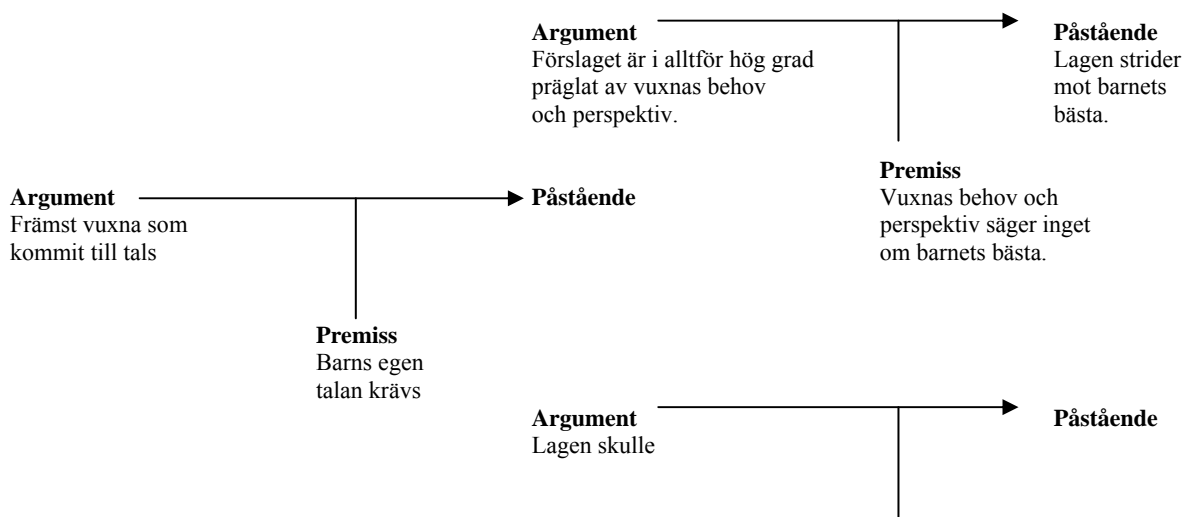 Argument
Förslaget är i alltför hög grad
präglat av vuxnas behov
och perspektiv.
Påstående
Lagen strider
mot barnets
bästa.
Premiss
Vuxnas behov och
perspektiv säger inget
om barnets bästa.
Argument
Främst vuxna som
kommit till tals
Påstående
Premiss
Barns egen
talan krävs
Argument
Lagen skulle
Påstående